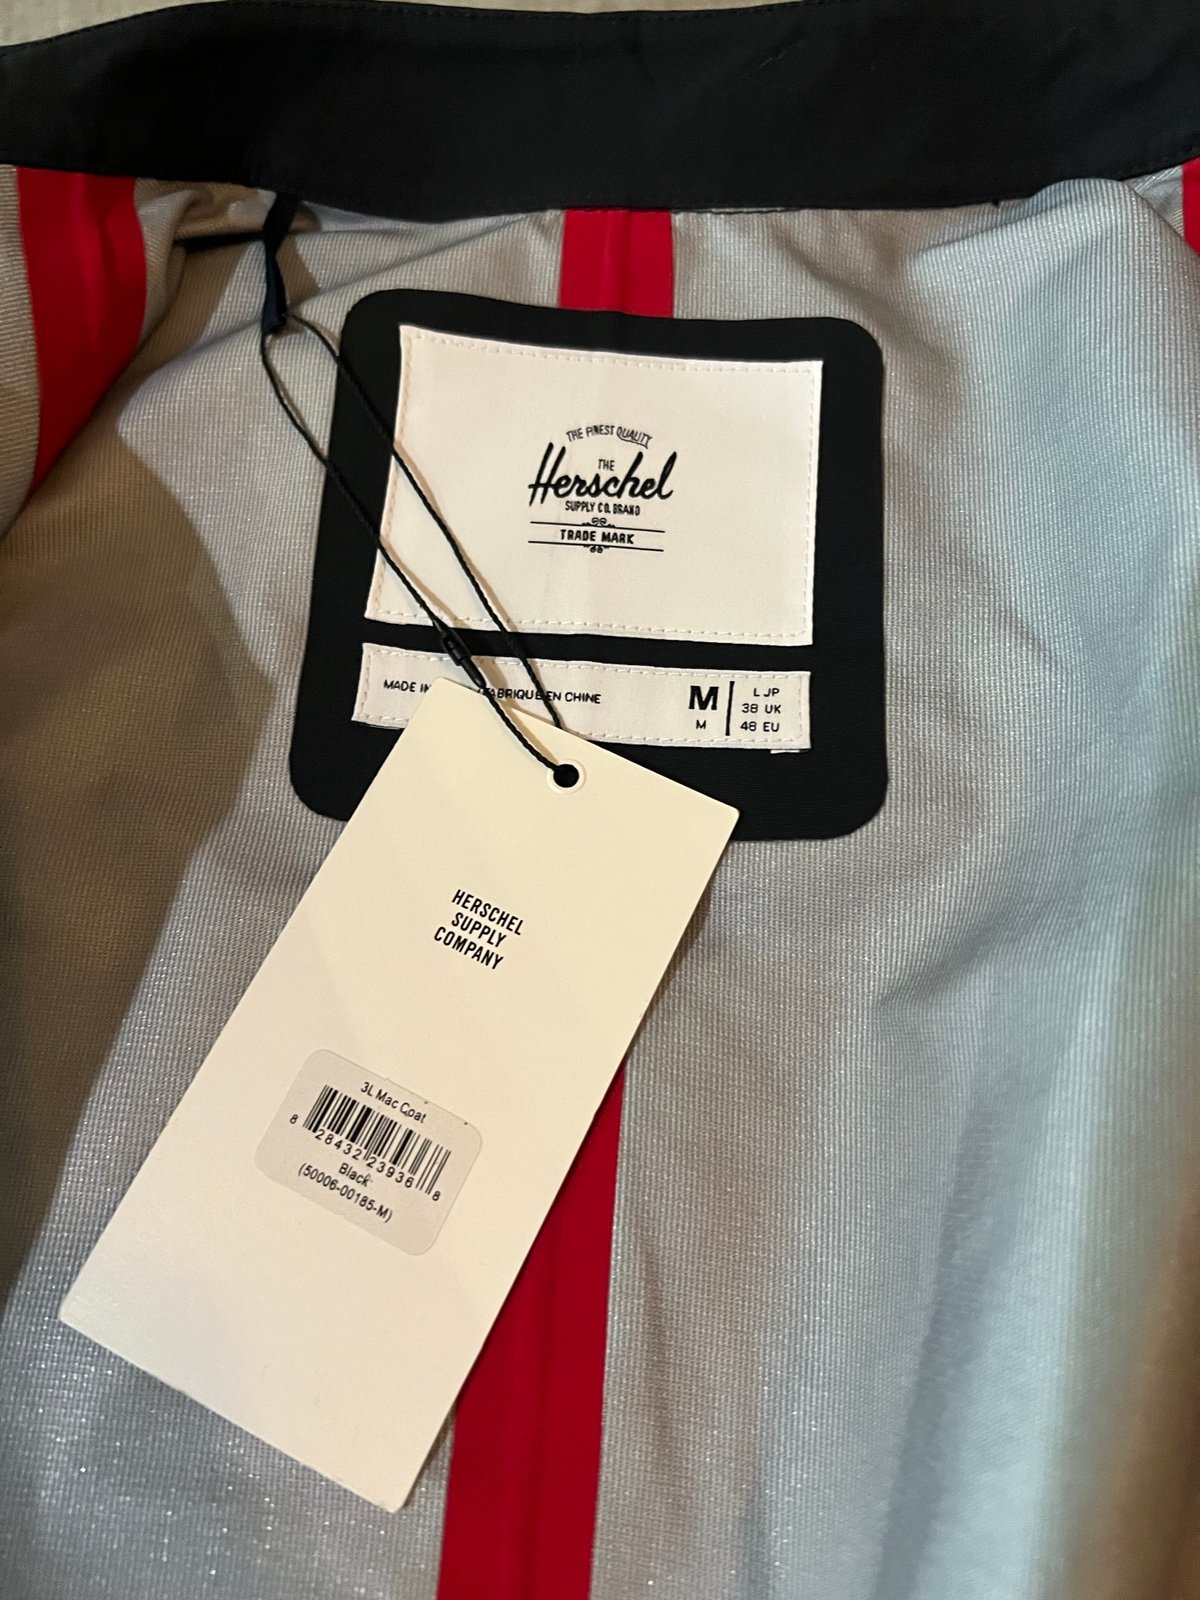 THE FINEST QUALITY
THE
Herschel
SUPPLY CO. BRAND
TRADE MARK
MADE IN FABRIQUE EN CHINE
M
M
L JP
38 UK
48 EU
HERSCHEL
SUPPLY
COMPANY
3L Mac Coat
8 28432 23936 8
Black
(50006-00185-M)